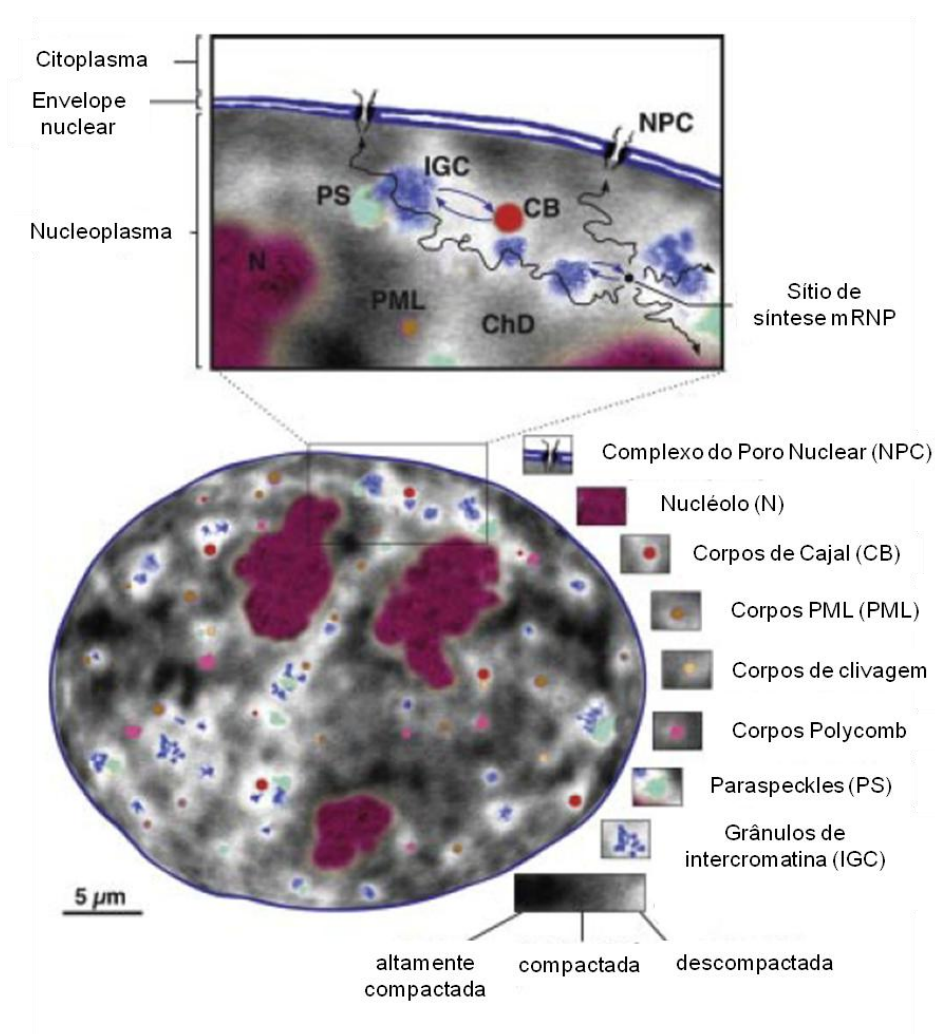 Citoplasma
Envelope
nuclear
Nucleoplasma
NPC
IGC
PS
CB
N
PML
ChD
Sítio de
síntese mRNP
Complexo do Poro Nuclear (NPC)
Nucléolo (N)
Corpos de Cajal (CB)
Corpos PML (PML)
Corpos de clivagem
Corpos Polycomb
Paraspeckles (PS)
Grânulos de
intercromatina (IGC)
5 µm
altamente
compactada
compactada
descompactada